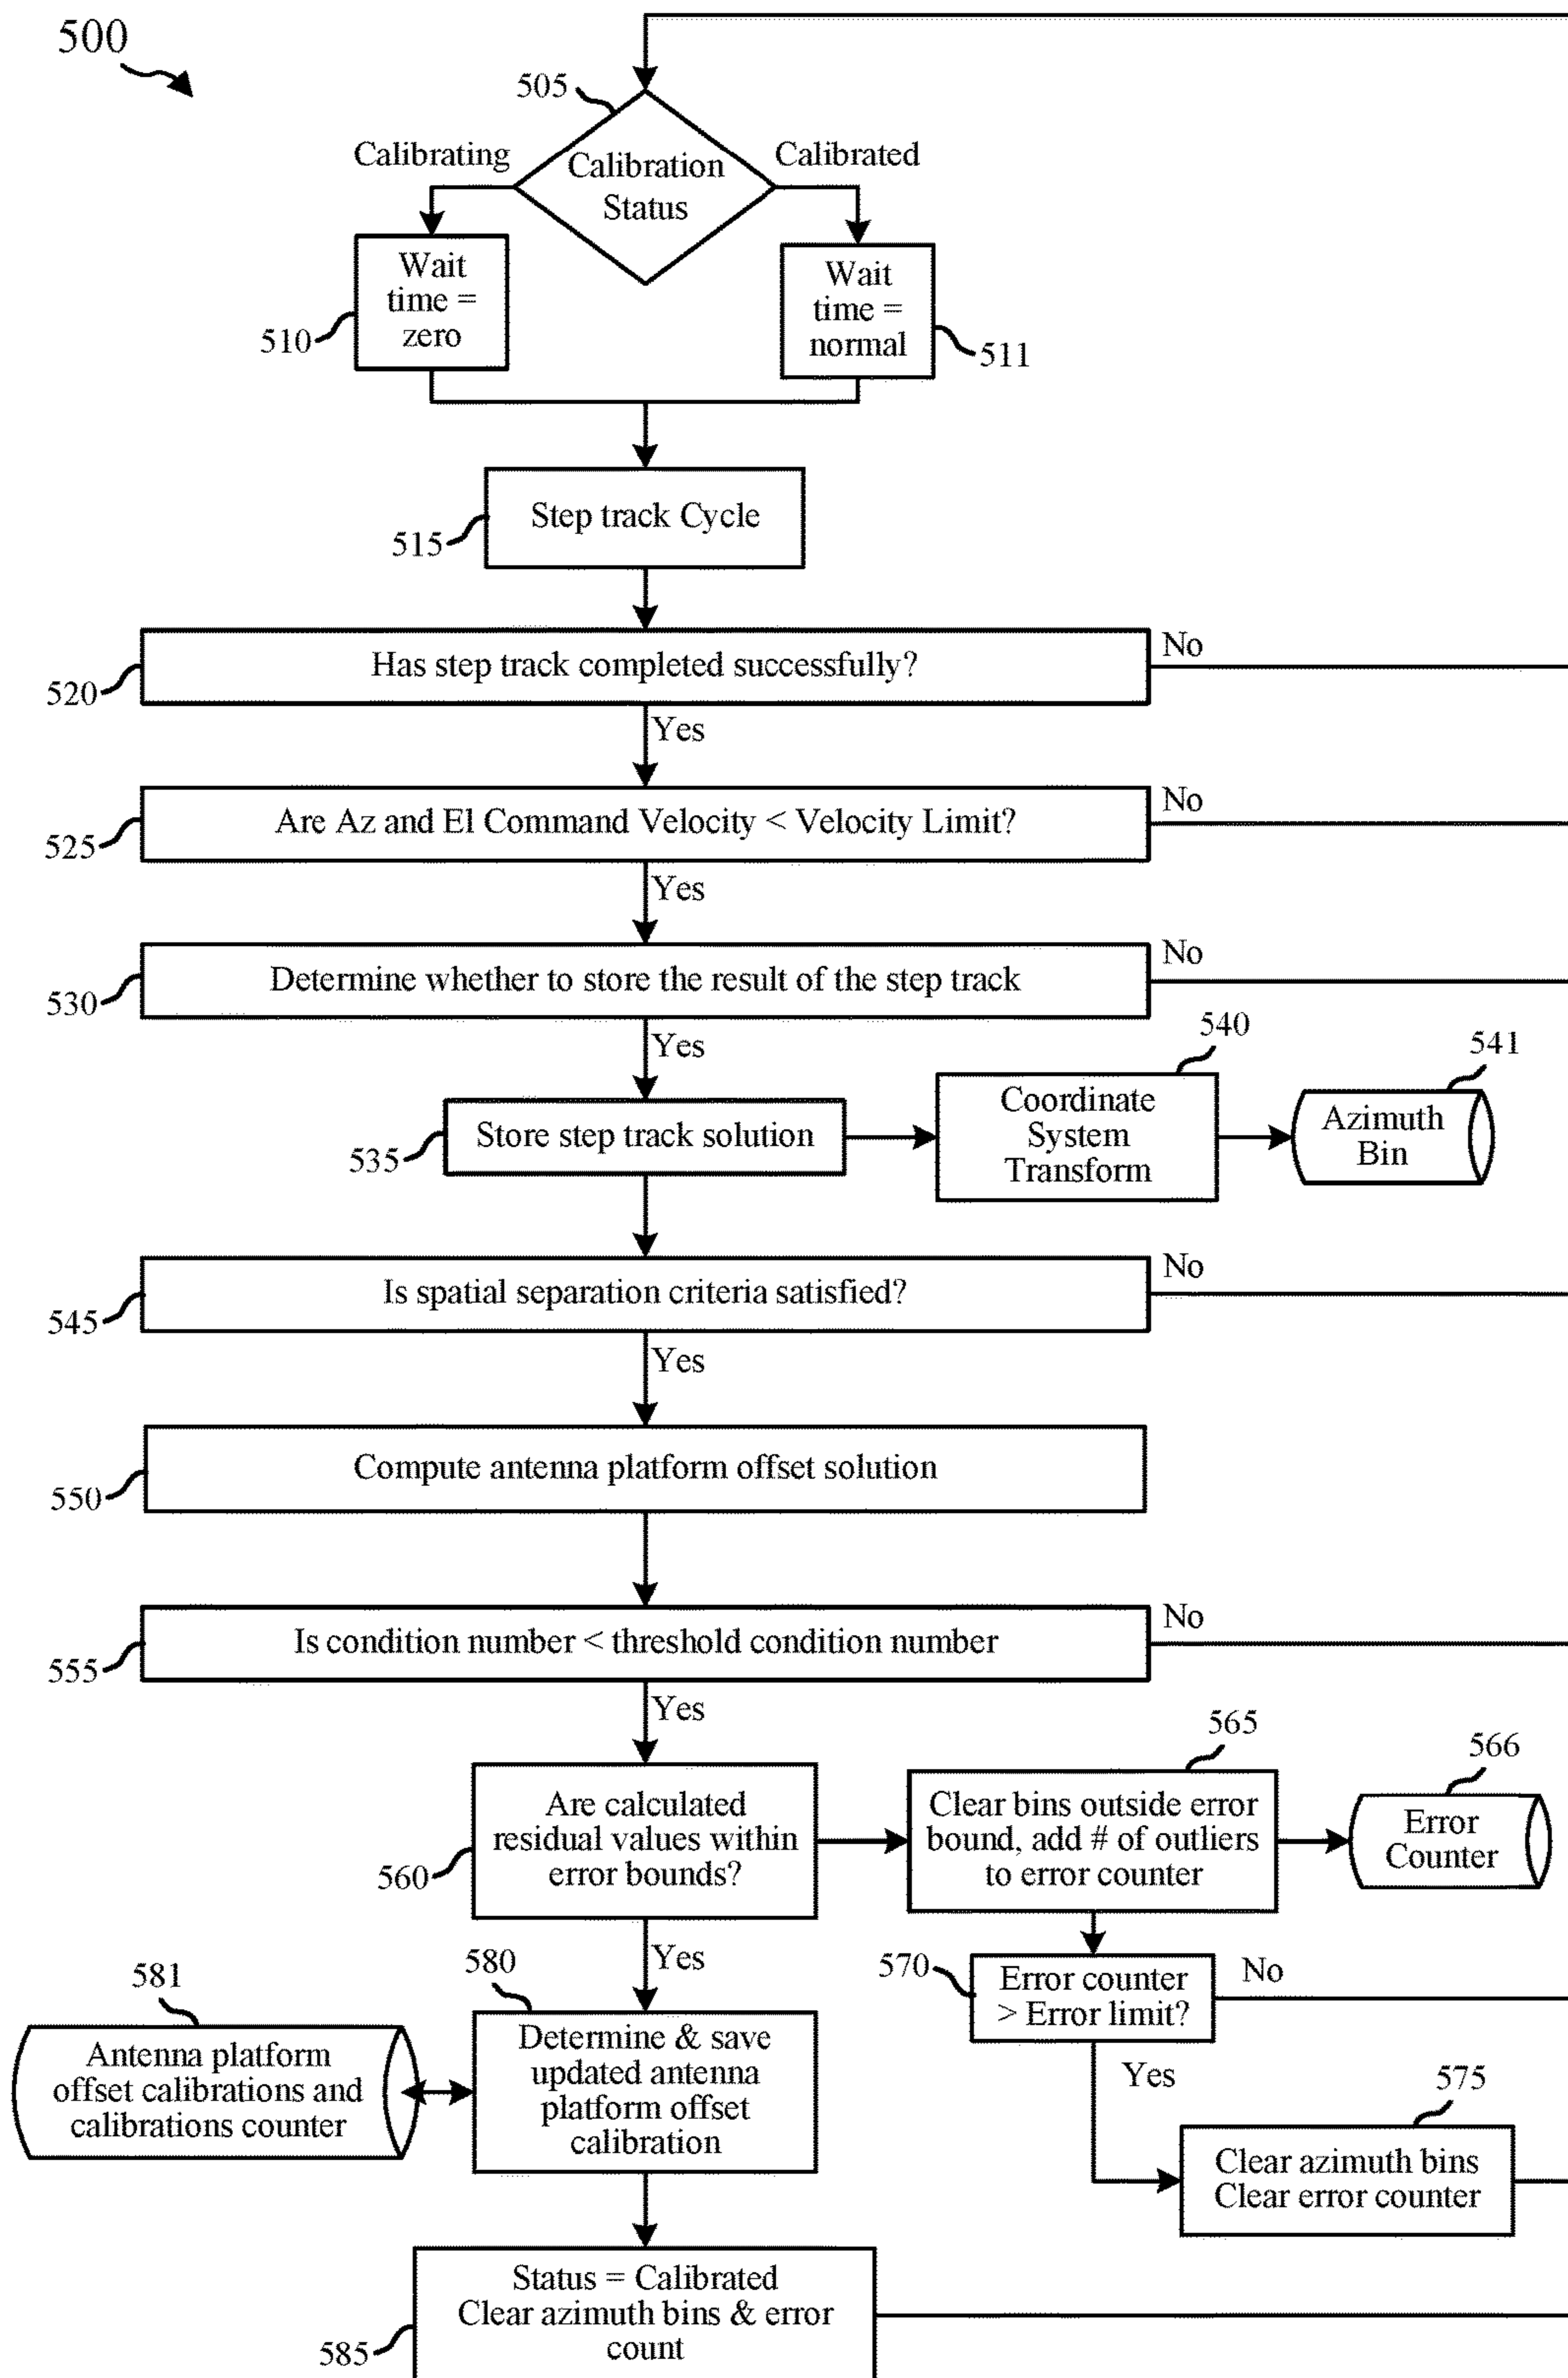 500
505
Calibrating
Calibration
Status
Calibrated
Wait
time =
zero
510
Wait
time =
normal
511
Step track Cycle
515
Has step track completed successfully?
No
520
Yes
Are Az and El Command Velocity < Velocity Limit?
No
525
Yes
Determine whether to store the result of the step track
No
530
Yes
Store step track solution
535
540
Coordinate
System
Transform
541
Azimuth
Bin
Is spatial separation criteria satisfied?
No
545
Yes
Compute antenna platform offset solution
550
Is condition number < threshold condition number
No
555
Yes
Are calculated
residual values within
error bounds?
560
565
Clear bins outside error
bound, add # of outliers
to error counter
566
Error
Counter
Yes
570
Error counter
> Error limit?
No
Yes
575
Clear azimuth bins
Clear error counter
581
Antenna platform
offset calibrations and
calibrations counter
580
Determine & save
updated antenna
platform offset
calibration
Status = Calibrated
Clear azimuth bins & error
count
585